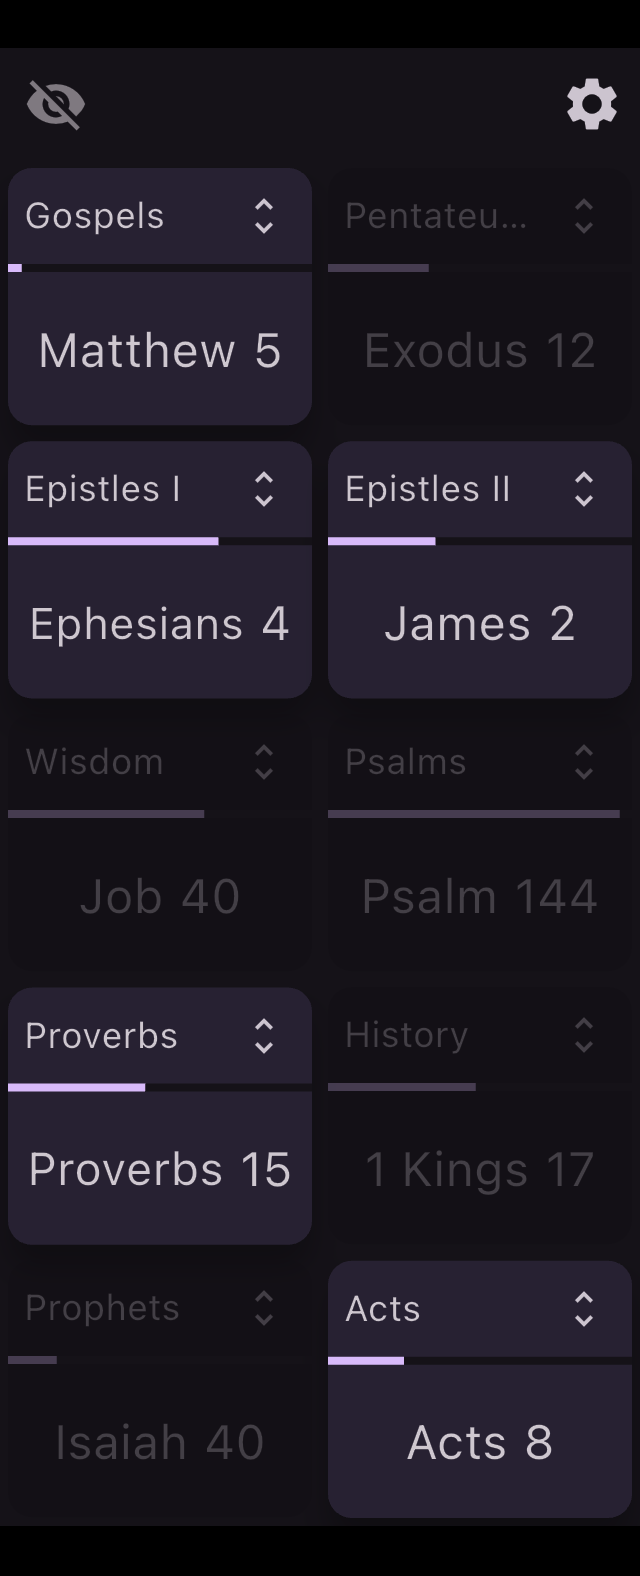 Gospels
Pentateu...
Matthew 5
Exodus 12
Epistles I
Epistles II
Ephesians 4
James 2
Wisdom
Psalms
Job 40
Psalm 144
Proverbs
History
Proverbs 15
1 Kings 17
Prophets
Acts
Isaiah 40
Acts 8